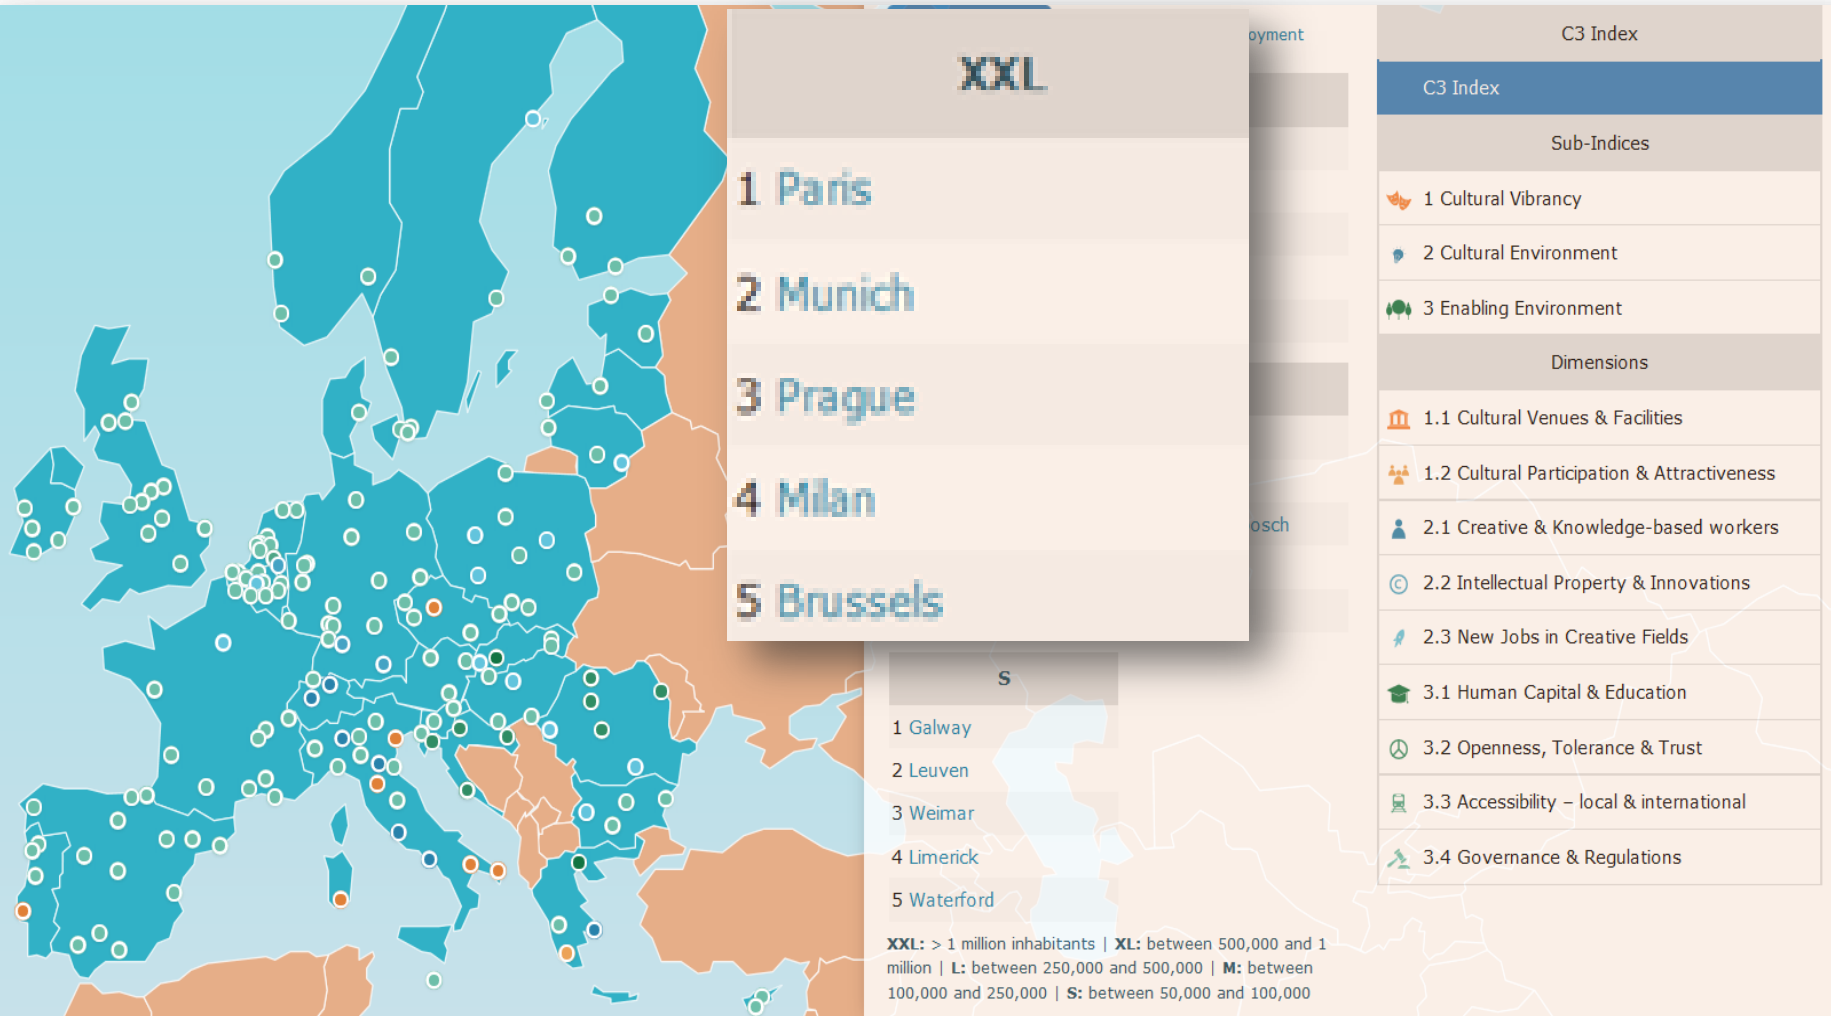 XXL
1 Paris
2 Munich
3 Prague
4 Milan
5 Brussels
oyment
osch
S
1 Galway
2 Leuven
3 Weimar
4 Limerick
5 Waterford
XXL: > 1 million inhabitants | XL: between 500,000 and 1
million | L: between 250,000 and 500,000 | M: between
100,000 and 250,000 | S: between 50,000 and 100,000
C3 Index
C3 Index
Sub-Indices
1 Cultural Vibrancy
2 Cultural Environment
3 Enabling Environment
Dimensions
1.1 Cultural Venues & Facilities
1.2 Cultural Participation & Attractiveness
2.1 Creative & Knowledge-based workers
2.2 Intellectual Property & Innovations
2.3 New Jobs in Creative Fields
3.1 Human Capital & Education
3.2 Openness, Tolerance & Trust
3.3 Accessibility – local & international
3.4 Governance & Regulations